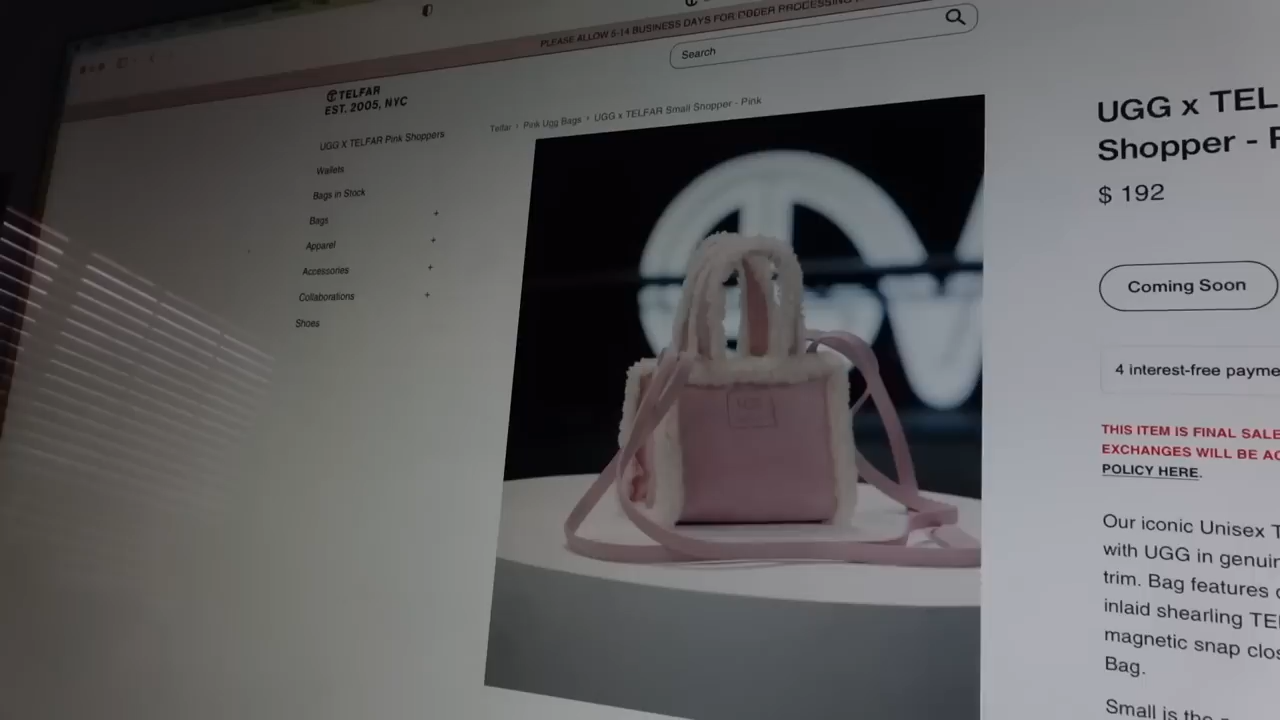 PLEASE ALLOW 5-14 BUSINESS DAYS FOR ORDER PROCESSING
Search
TELFAR
EST. 2005, NYC
Telfar › Pink Ugg Bags › UGG x TELFAR Small Shopper - Pink
UGG X TELFAR Pink Shoppers
Wallets
Bags in Stock
Bags +
Apparel +
Accessories +
Collaborations +
Shoes
UGG x TEL
Shopper - P
$ 192
Coming Soon
4 interest-free payme
THIS ITEM IS FINAL SALE
EXCHANGES WILL BE AC
POLICY HERE.
Our iconic Unisex T
with UGG in genuin
trim. Bag features
inlaid shearling TE
magnetic snap clos
Bag.
Small is the